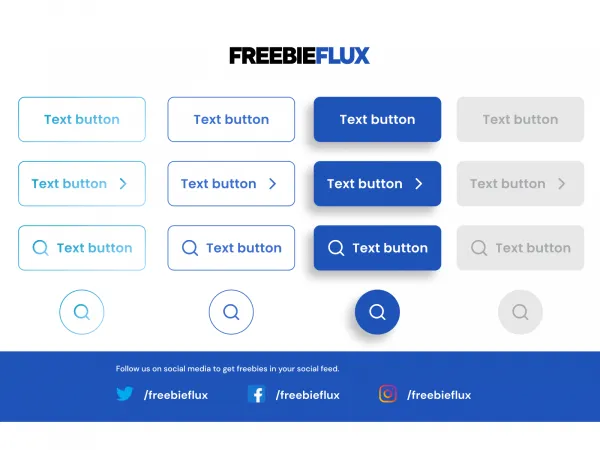 FREEBIEFLUX
Text button Text button Text button Text button
Text button Text button Text button Text button
Text button Text button Text button Text button
Follow us on social media to get freebies in your social feed.
/freebieflux /freebieflux /freebieflux